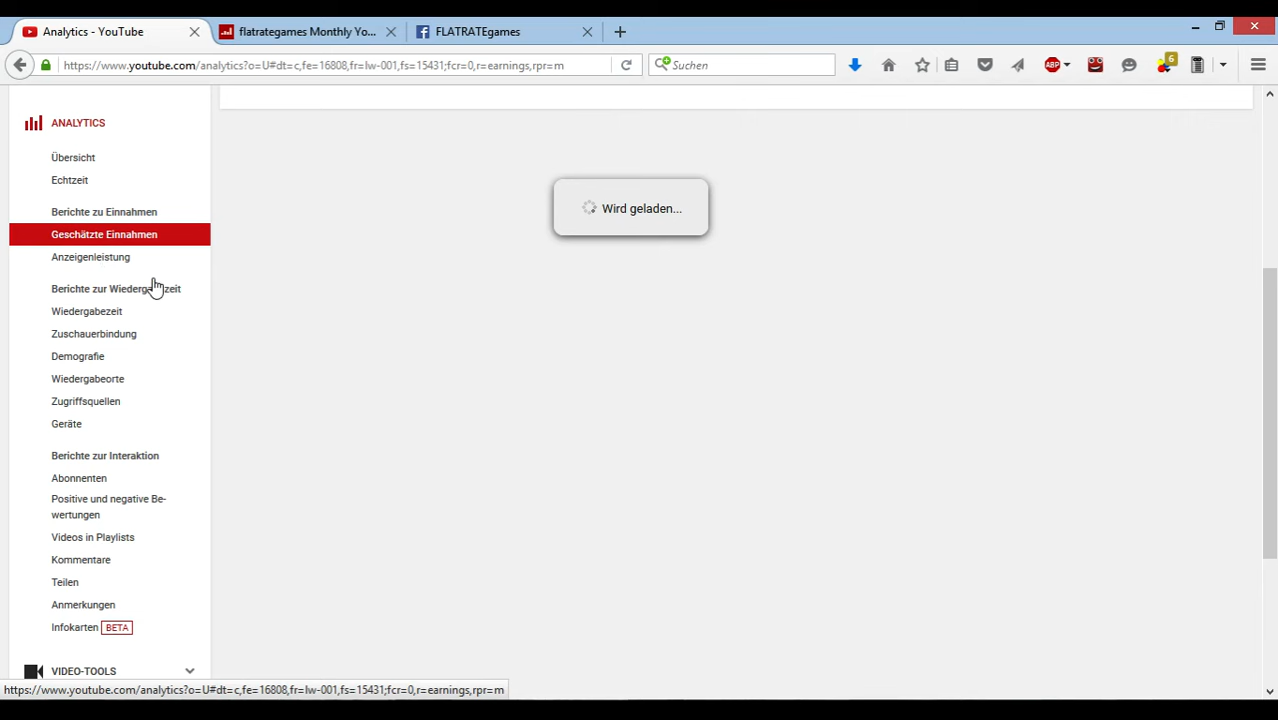 Analytics - YouTube
flatrategames Monthly Yo...
FLATRATEgames
https://www.youtube.com/analytics?o=U#dt=c,fe=16808,fr=lw-001,fs=15431;fcr=0,r=earnings,rpr=m
Suchen
ABP
6
ANALYTICS
Übersicht
Echtzeit
Berichte zu Einnahmen
Geschätzte Einnahmen
Anzeigenleistung
Berichte zur Wiedergabezeit
Wiedergabezeit
Zuschauerbindung
Demografie
Wiedergabeorte
Zugriffsquellen
Geräte
Berichte zur Interaktion
Abonnenten
Positive und negative Be-
wertungen
Videos in Playlists
Kommentare
Teilen
Anmerkungen
Infokarten BETA
VIDEO-TOOLS
Wird geladen...
https://www.youtube.com/analytics?o=U#dt=c,fe=16808,fr=lw-001,fs=15431;fcr=0,r=earnings,rpr=m